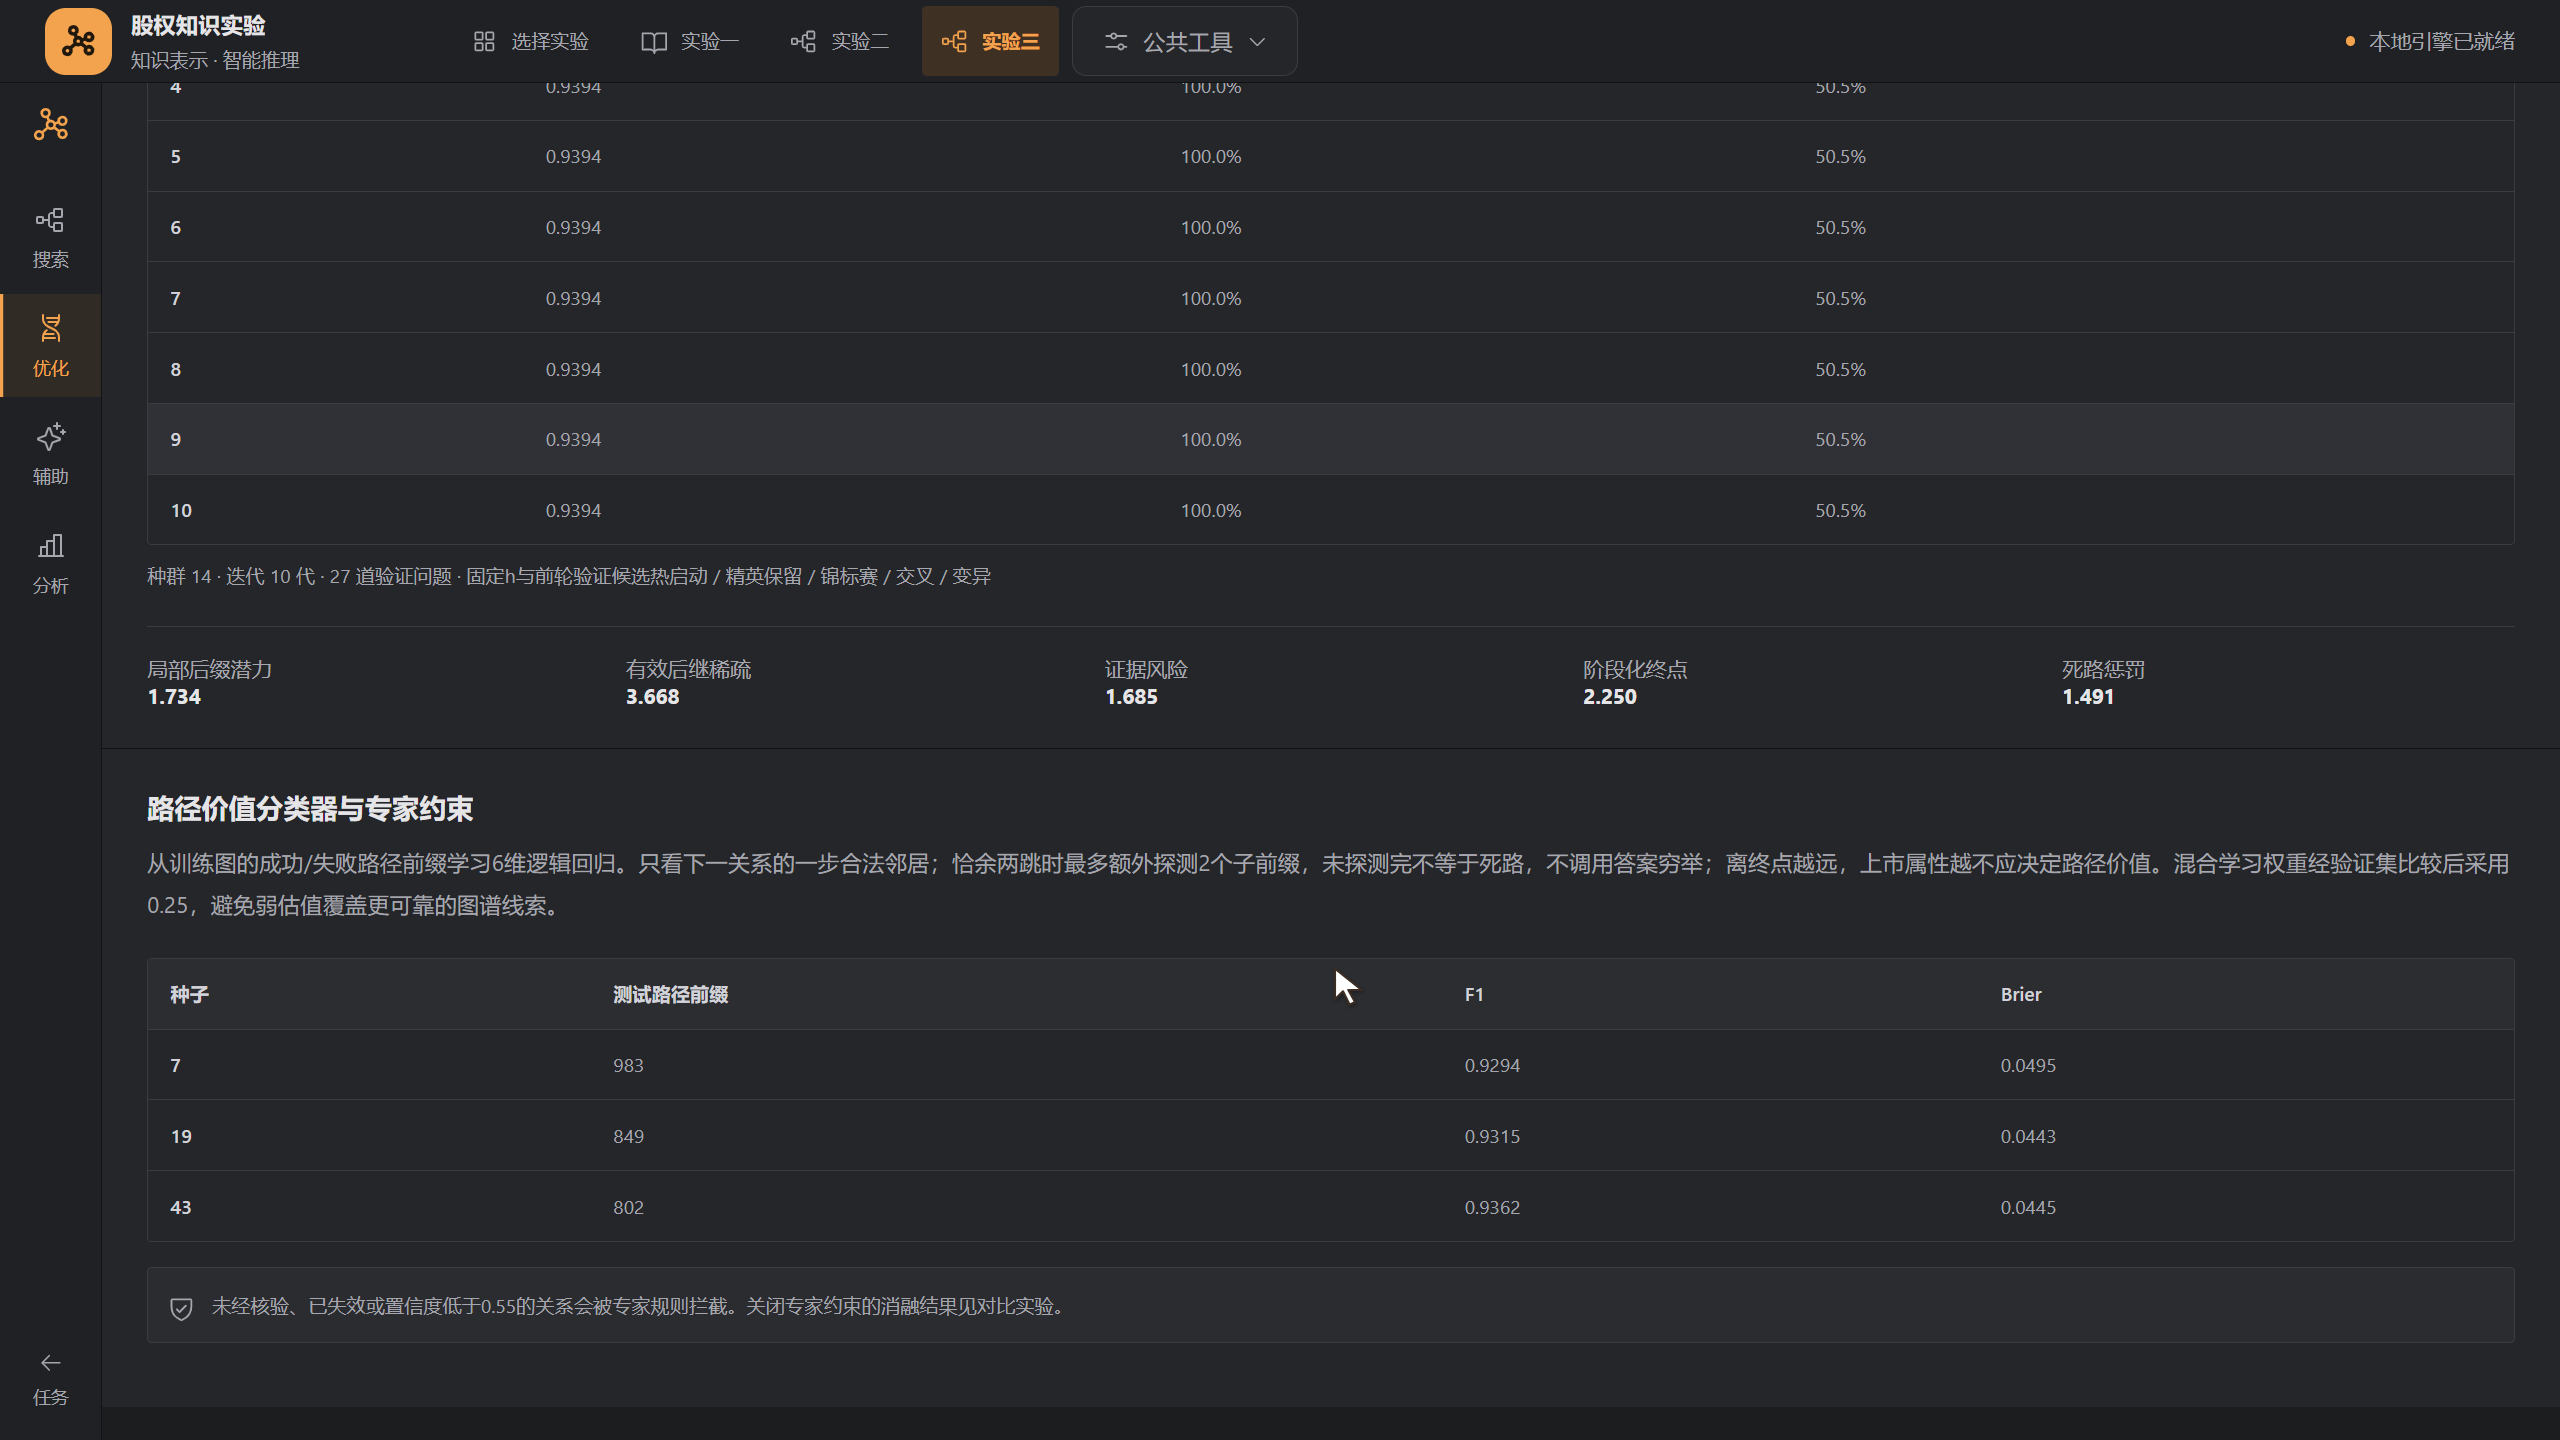 股权知识实验
知识表示 · 智能推理
选择实验
实验一
实验二
实验三
公共工具
本地引擎已就绪
搜索
优化
辅助
分析
任务
4 0.9394 100.0% 50.5%
5 0.9394 100.0% 50.5%
6 0.9394 100.0% 50.5%
7 0.9394 100.0% 50.5%
8 0.9394 100.0% 50.5%
9 0.9394 100.0% 50.5%
10 0.9394 100.0% 50.5%
种群 14 · 迭代 10 代 · 27 道验证问题 · 固定h与前轮验证候选热启动 / 精英保留 / 锦标赛 / 交叉 / 变异
局部后缀潜力 有效后继稀疏 证据风险 阶段化终点 死路惩罚
1.734 3.668 1.685 2.250 1.491
路径价值分类器与专家约束
从训练图的成功/失败路径前缀学习6维逻辑回归。只看下一关系的一步合法邻居；恰余两跳时最多额外探测2个子前缀，未探测完不等于死路，不调用答案穷举；离终点越远，上市属性越不应决定路径价值。混合学习权重经验证集比较后采用
0.25，避免弱估值覆盖更可靠的图谱线索。
种子 测试路径前缀 F1 Brier
7 983 0.9294 0.0495
19 849 0.9315 0.0443
43 802 0.9362 0.0445
未经核验、已失效或置信度低于0.55的关系会被专家规则拦截。关闭专家约束的消融结果见对比实验。